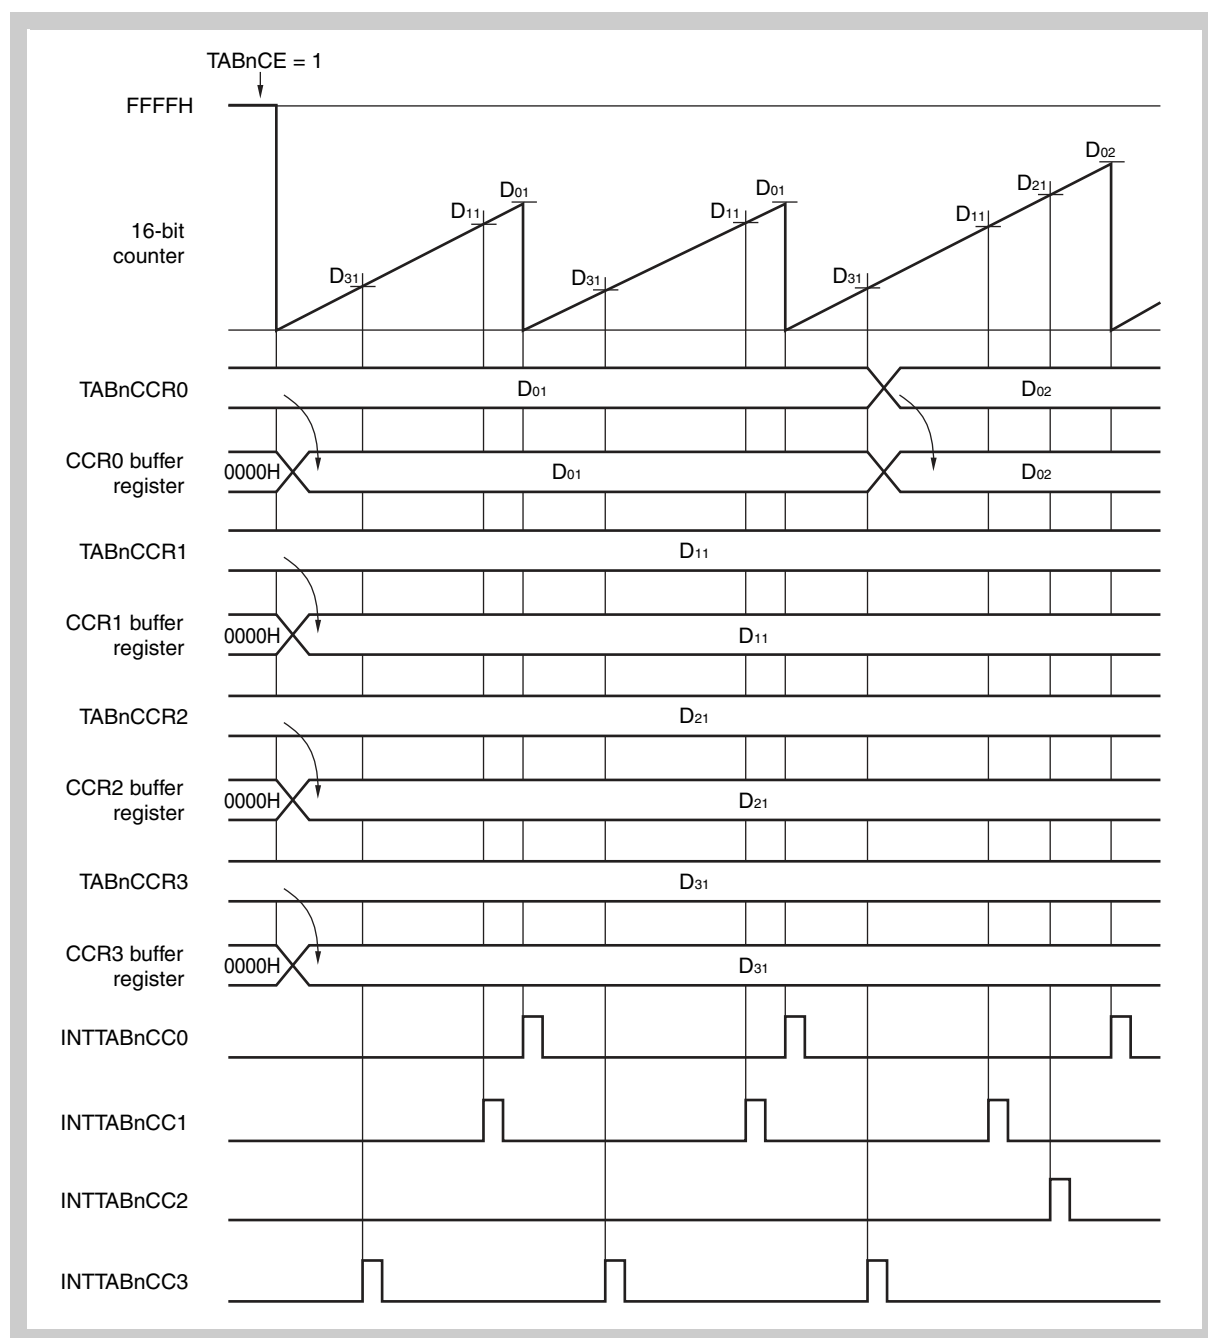 TABnCE = 1
FFFFH
D02
D01
D01
D21
D11
D11
D11
16-bit
counter
D31
D31
D31
TABnCCR0
D01
D02
CCR0 buffer
register
0000H
D01
D02
TABnCCR1
D11
CCR1 buffer
register
0000H
D11
TABnCCR2
D21
CCR2 buffer
register
0000H
D21
TABnCCR3
D31
CCR3 buffer
register
0000H
D31
INTTABnCC0
INTTABnCC1
INTTABnCC2
INTTABnCC3